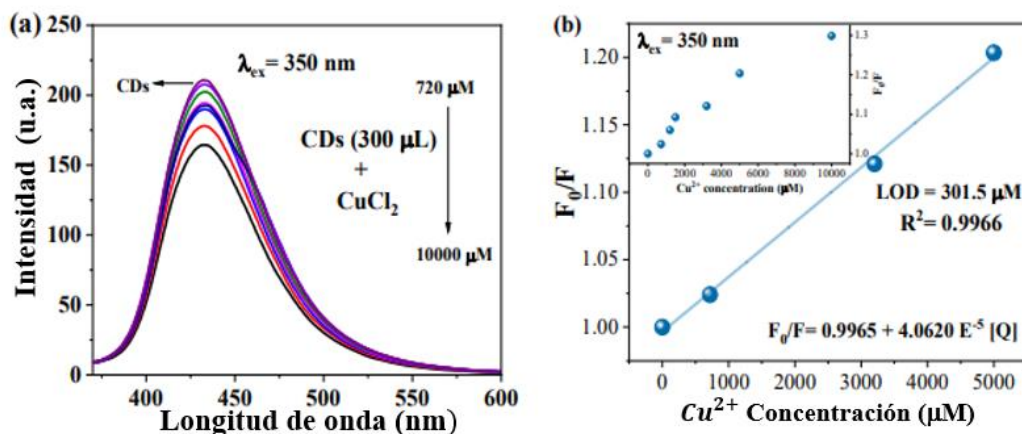 (a)
250
200
150
100
50
0
Intensidad (u.a.)
400 450 500 550 600
Longitud de onda (nm)
λex= 350 nm
CDs
720 μM
CDs (300 μL)
+
CuCl2
10000 μM
(b)
1.20
1.15
1.10
1.05
1.00
F0/F
0 1000 2000 3000 4000 5000
Cu2+ Concentración (μM)
λex= 350 nm
1.3
1.2
1.1
1.0
F0/F
0 2000 4000 6000 8000 10000
Cu2+ concentration (μM)
LOD = 301.5 μM
R2= 0.9966
F0/F= 0.9965 + 4.0620 E-5 [Q]